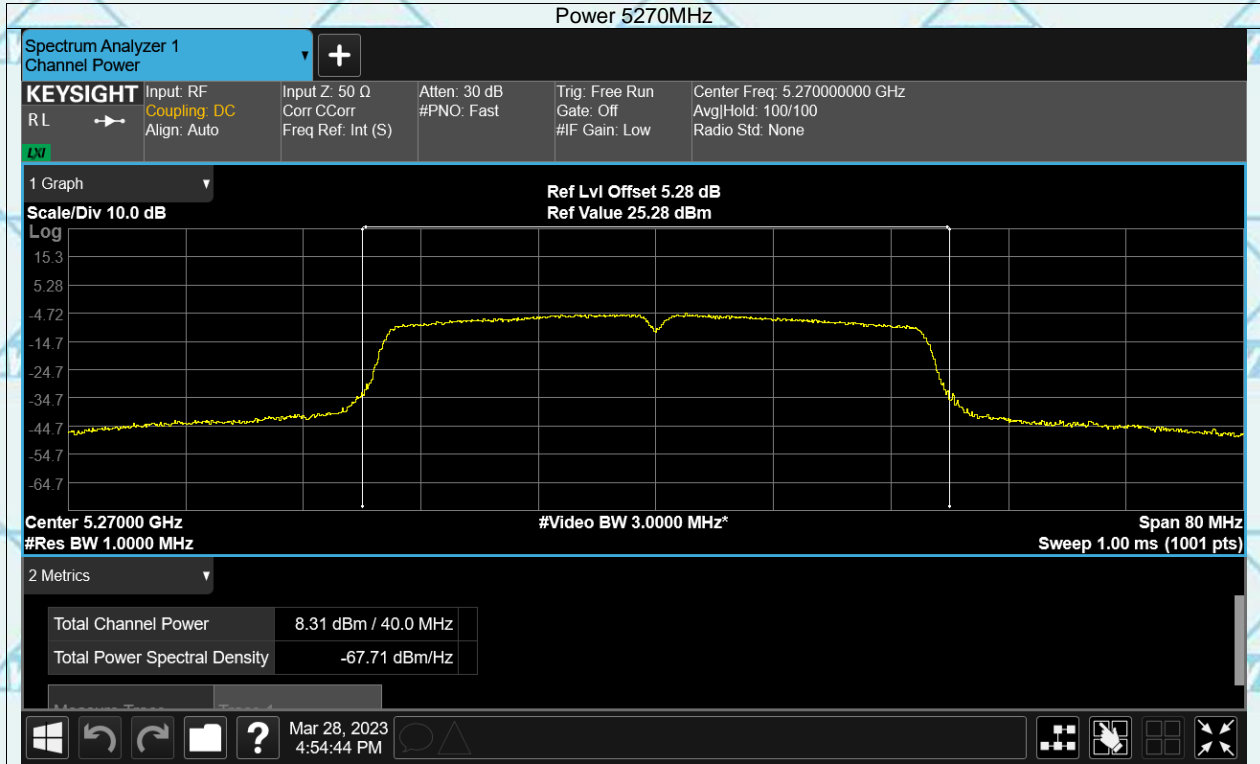 Power 5270MHz
Spectrum Analyzer 1
Channel Power
+
KEYSIGHT
R L
LXI
Input: RF
Coupling: DC
Align: Auto
Input Z: 50 Ω
Corr CCorr
Freq Ref: Int (S)
Atten: 30 dB
#PNO: Fast
Trig: Free Run
Gate: Off
#IF Gain: Low
Center Freq: 5.270000000 GHz
Avg|Hold: 100/100
Radio Std: None
1 Graph
Scale/Div 10.0 dB
Ref Lvl Offset 5.28 dB
Ref Value 25.28 dBm
Log
15.3
5.28
-4.72
-14.7
-24.7
-34.7
-44.7
-54.7
-64.7
Center 5.27000 GHz
#Video BW 3.0000 MHz*
Span 80 MHz
#Res BW 1.0000 MHz
Sweep 1.00 ms (1001 pts)
2 Metrics
Total Channel Power 8.31 dBm / 40.0 MHz
Total Power Spectral Density -67.71 dBm/Hz
?
Mar 28, 2023
4:54:44 PM